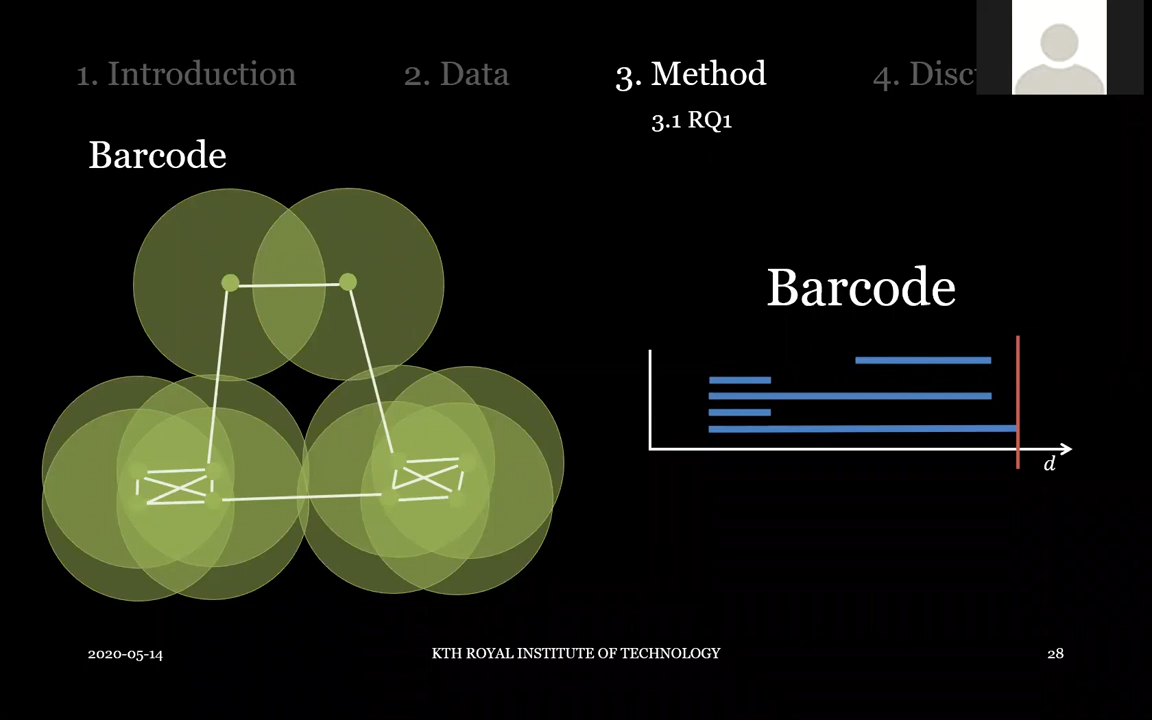 1. Introduction
2. Data
3. Method
4. Disc
3.1 RQ1
Barcode
Barcode
d
2020-05-14
KTH ROYAL INSTITUTE OF TECHNOLOGY
28